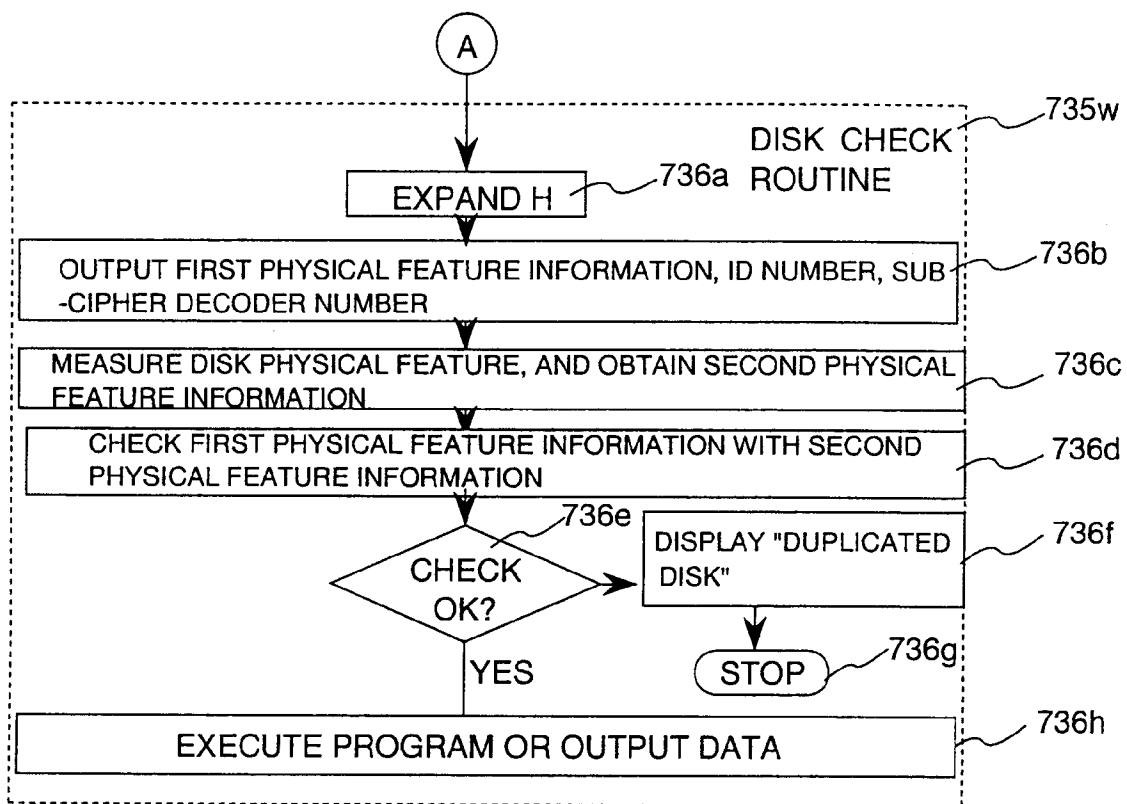 A
735w
DISK CHECK
ROUTINE
736a
EXPAND H
736b
OUTPUT FIRST PHYSICAL FEATURE INFORMATION, ID NUMBER, SUB
-CIPHER DECODER NUMBER
736c
MEASURE DISK PHYSICAL FEATURE, AND OBTAIN SECOND PHYSICAL
FEATURE INFORMATION
736d
CHECK FIRST PHYSICAL FEATURE INFORMATION WITH SECOND
PHYSICAL FEATURE INFORMATION
736e
CHECK
OK?
736f
DISPLAY "DUPLICATED
DISK"
YES
736g
STOP
736h
EXECUTE PROGRAM OR OUTPUT DATA